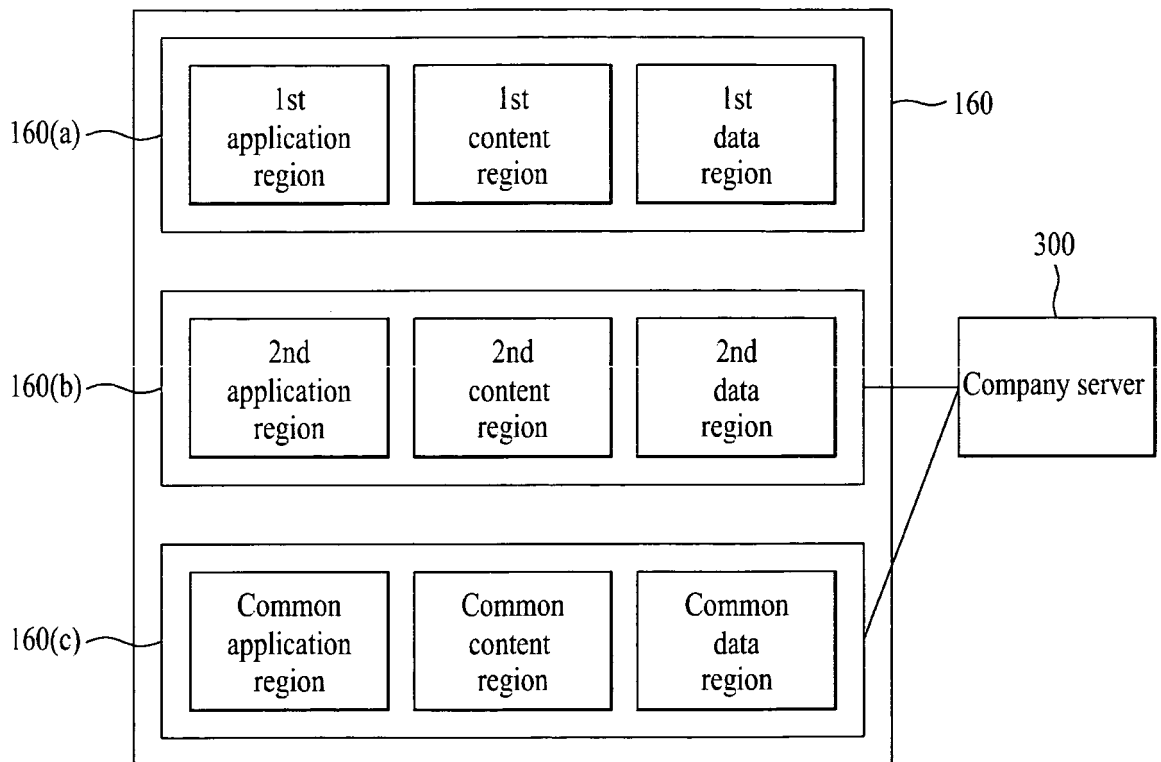 1st application region
1st content region
1st data region
160(a)
160
300
2nd application region
2nd content region
2nd data region
160(b)
Company server
Common application region
Common content region
Common data region
160(c)